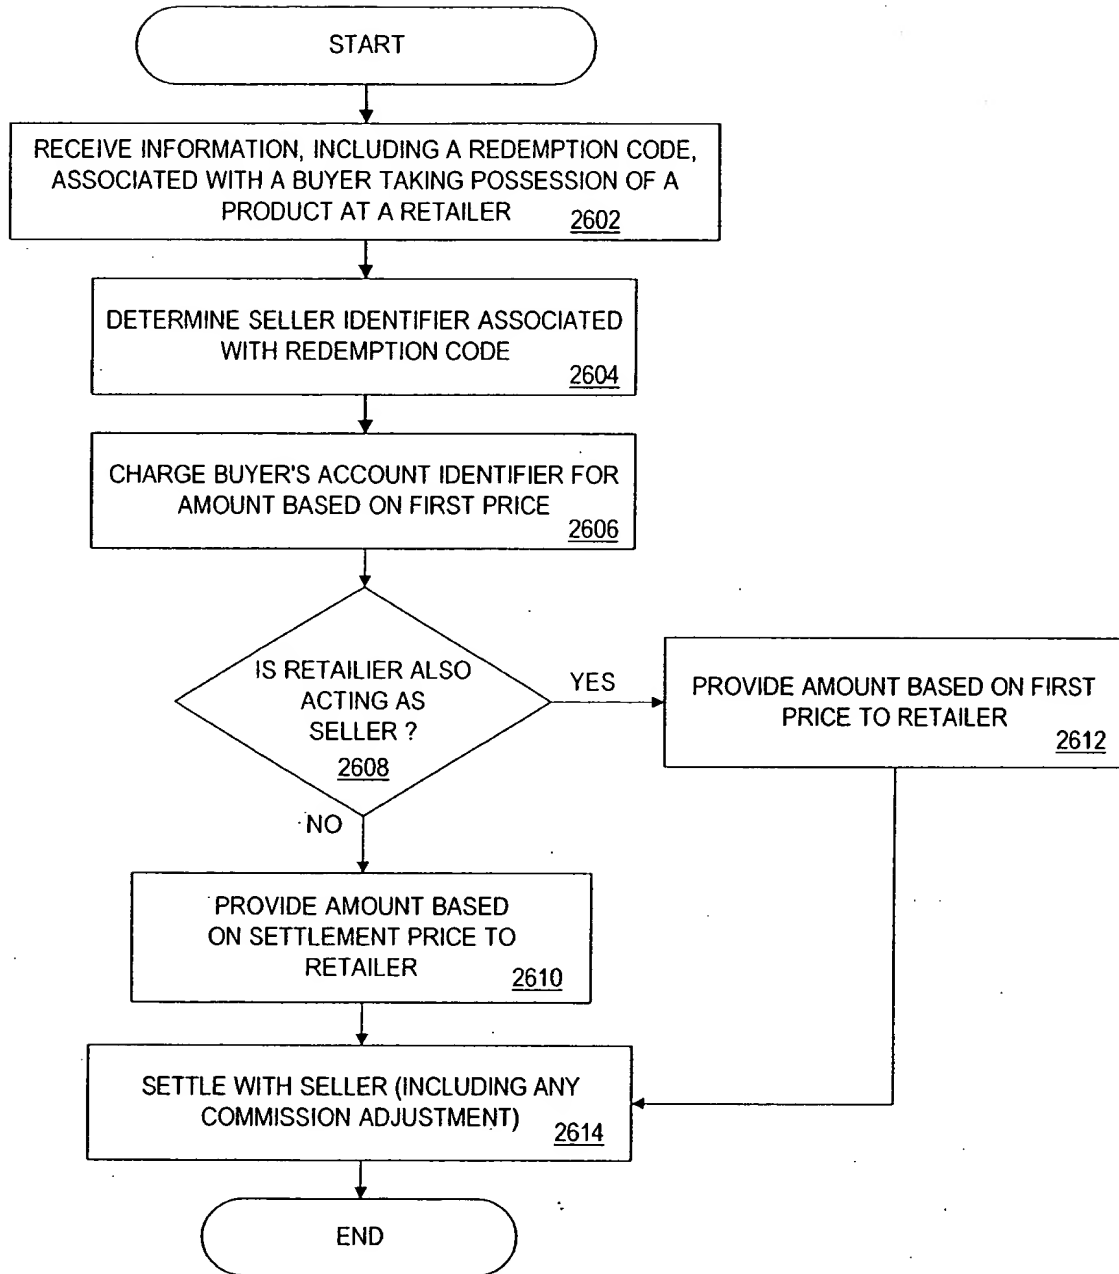 START
RECEIVE INFORMATION, INCLUDING A REDEMPTION CODE,
ASSOCIATED WITH A BUYER TAKING POSSESSION OF A
PRODUCT AT A RETAILER 2602
DETERMINE SELLER IDENTIFIER ASSOCIATED
WITH REDEMPTION CODE
2604
CHARGE BUYER'S ACCOUNT IDENTIFIER FOR
AMOUNT BASED ON FIRST PRICE
2606
IS RETAILIER ALSO
ACTING AS
SELLER ?
2608
YES
PROVIDE AMOUNT BASED ON FIRST
PRICE TO RETAILER
2612
NO
PROVIDE AMOUNT BASED
ON SETTLEMENT PRICE TO
RETAILER
2610
SETTLE WITH SELLER (INCLUDING ANY
COMMISSION ADJUSTMENT)
2614
END